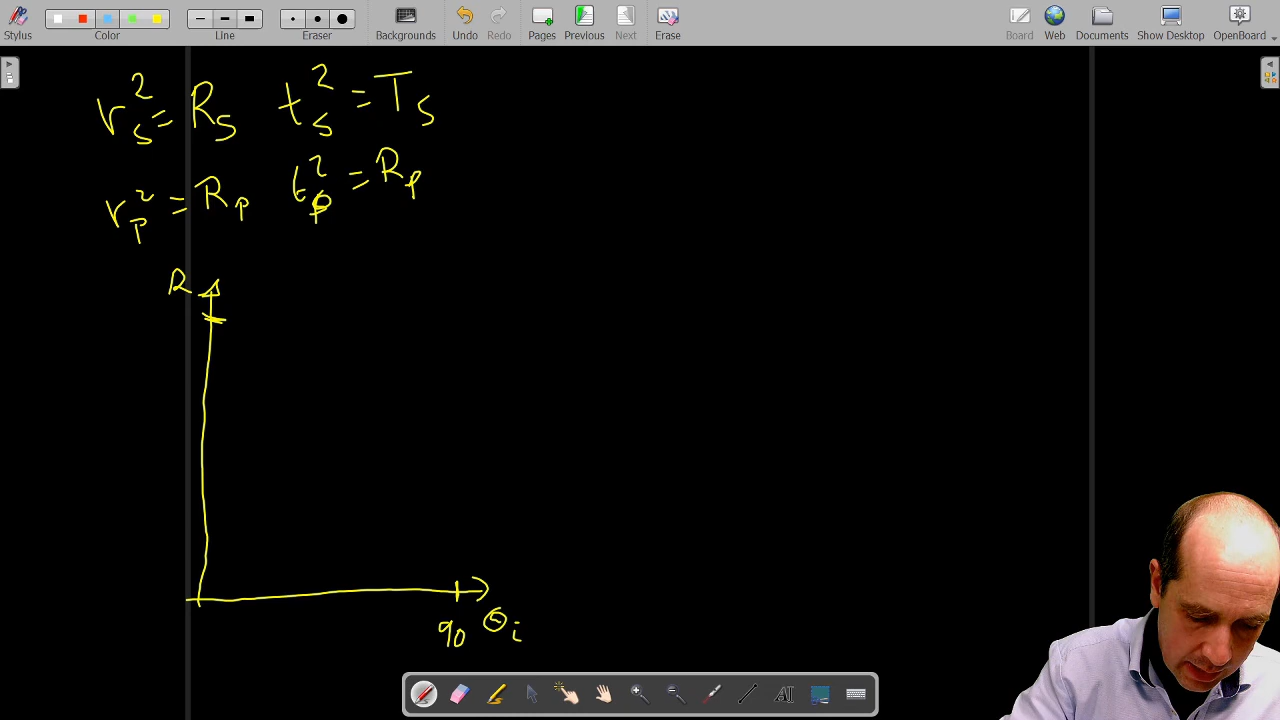 Stylus Color Line Eraser Backgrounds Undo Redo Pages Previous Next Erase Board Web Documents Show Desktop OpenBoard
r_s^2 = R_s t_s^2 = T_s
r_p^2 = R_p t_p^2 = R_p
R
90 Θ_i